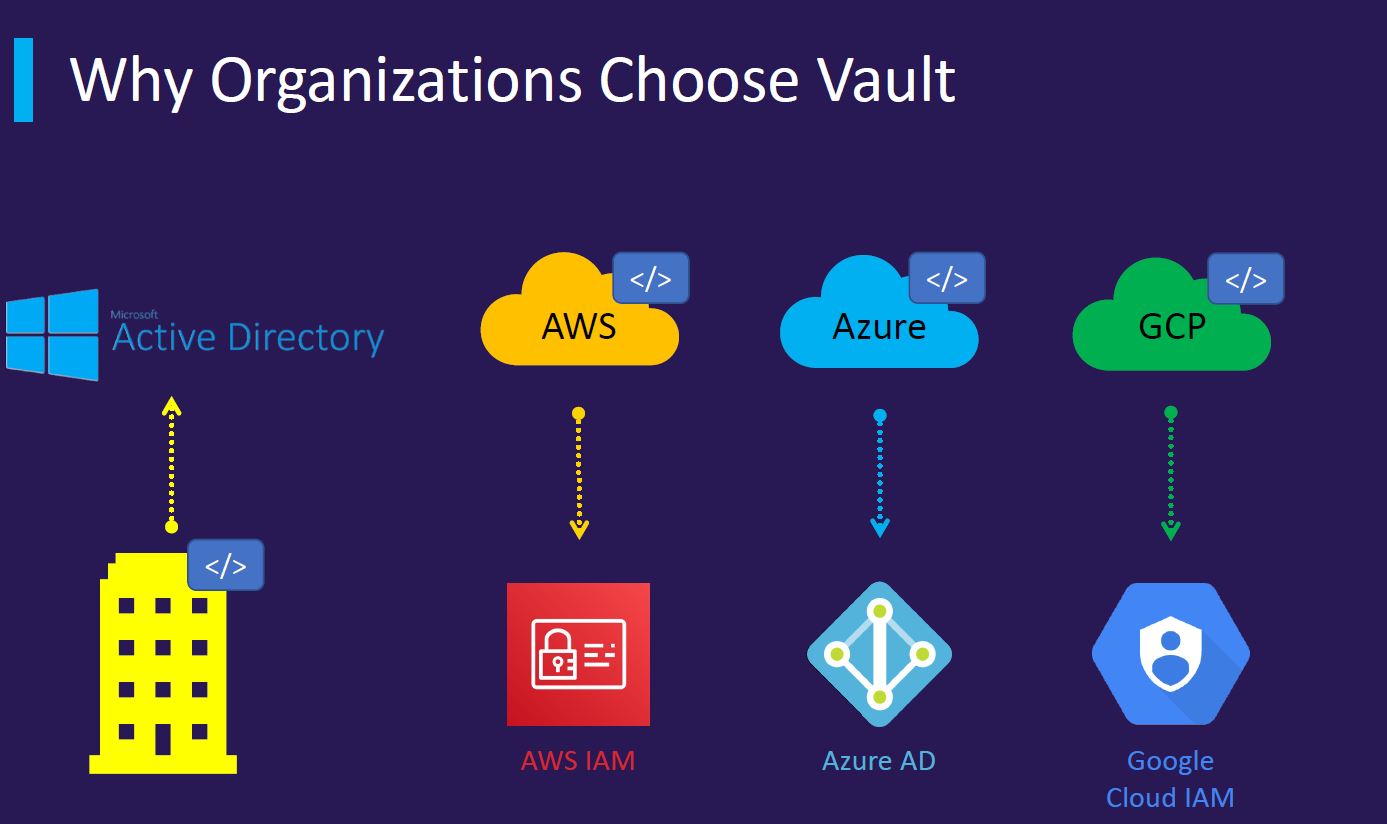 Why Organizations Choose Vault
Microsoft
Active Directory
</>
AWS
</>
Azure
</>
GCP
</>
AWS IAM
Azure AD
Google
Cloud IAM